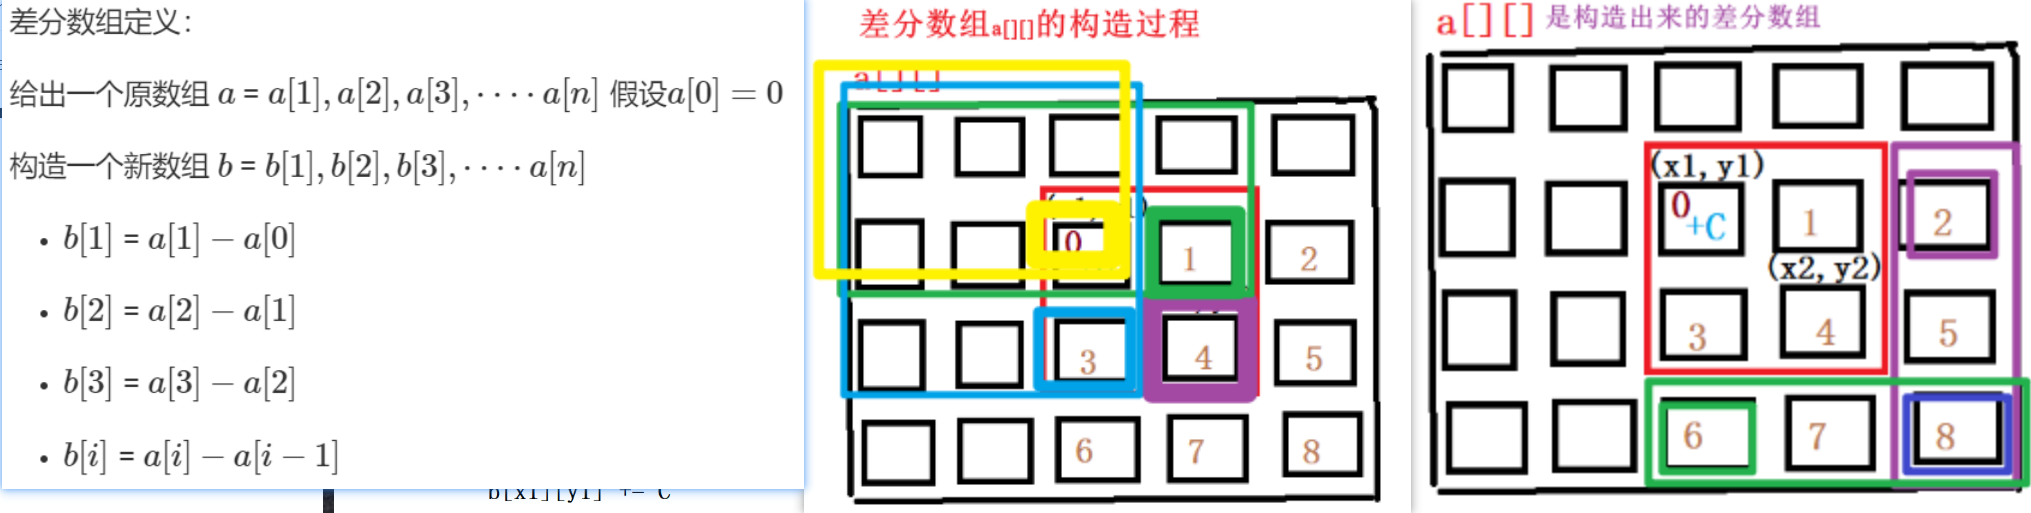 差分数组定义：
给出一个原数组 a = a[1], a[2], a[3], ···· a[n] 假设a[0] = 0
构造一个新数组 b = b[1], b[2], b[3], ···· a[n]
• b[1] = a[1] − a[0]
• b[2] = a[2] − a[1]
• b[3] = a[3] − a[2]
• b[i] = a[i] − a[i − 1]
b[x1][y1] += C
差分数组a[][]的构造过程
a[][]
0
1
2
3
4
5
6
7
8
a[][] 是构造出来的差分数组
(x1,y1)
0
+C
1
2
(x2,y2)
3
4
5
6
7
8